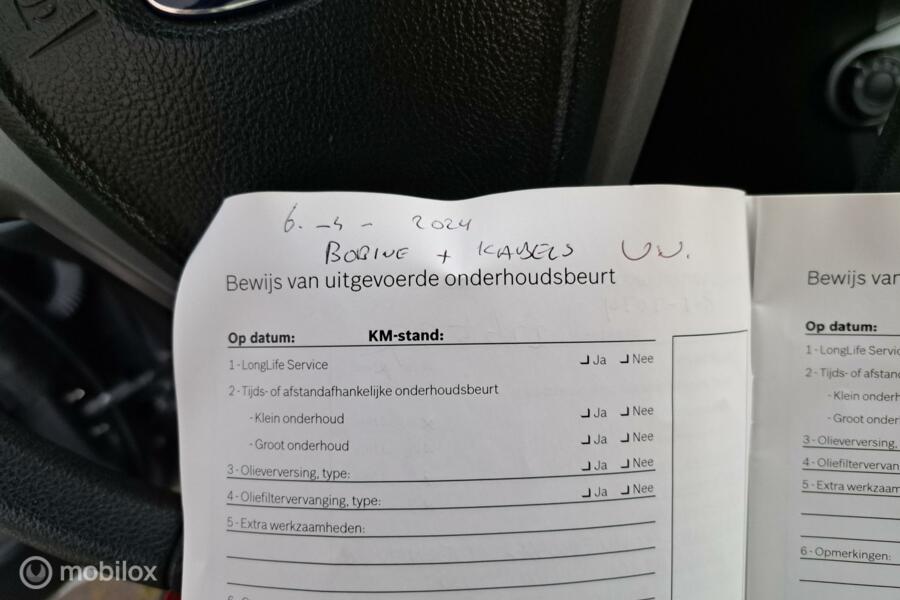 6. -4 - 2024
BOBINE + KABELS VV.
Bewijs van uitgevoerde onderhoudsbeurt
Op datum: KM-stand:
1-LongLife Service Ja Nee
2-Tijds- of afstandafhankelijke onderhoudsbeurt
-Klein onderhoud Ja Nee
-Groot onderhoud Ja Nee
3-Olieverversing, type: Ja Nee
4-Oliefiltervervanging, type: Ja Nee
5-Extra werkzaamheden:
Bewijs van
Op datum:
1-LongLife Servic
2-Tijds- of afstand
-Klein onderh
-Groot onder
3-Olieverversing,
4-Oliefiltervervan
5-Extra werkzaam
6-Opmerkingen:
mobilox